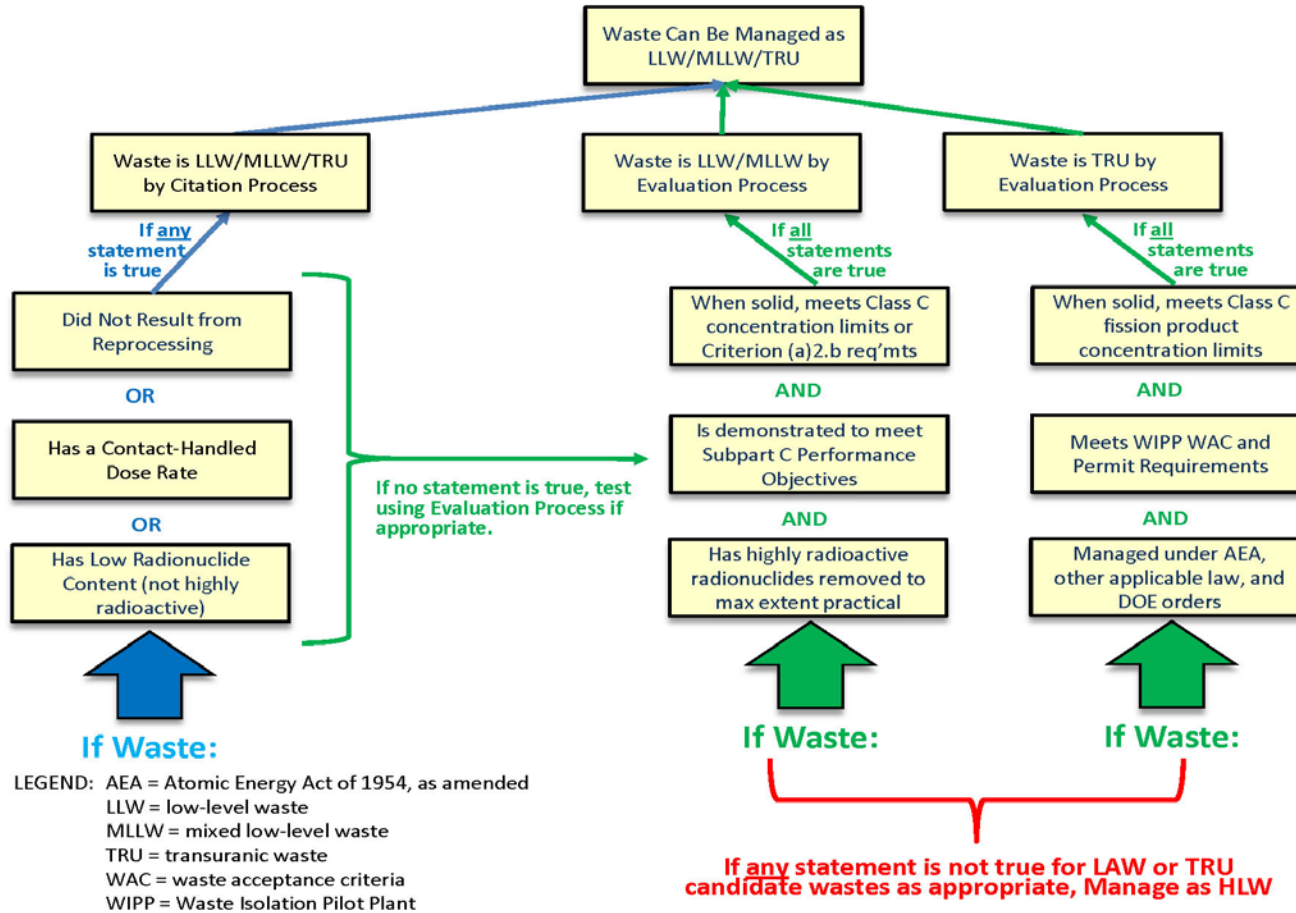 Waste Can Be Managed as
LLW/MLLW/TRU
Waste is LLW/MLLW/TRU
by Citation Process
Waste is LLW/MLLW by
Evaluation Process
Waste is TRU by
Evaluation Process
If any
statement
is true
If all
statements
are true
If all
statements
are true
Did Not Result from
Reprocessing
When solid, meets Class C
concentration limits or
Criterion (a)2.b req'mts
When solid, meets Class C
fission product
concentration limits
OR
AND
AND
Has a Contact-Handled
Dose Rate
If no statement is true, test
using Evaluation Process if
appropriate.
Is demonstrated to meet
Subpart C Performance
Objectives
Meets WIPP WAC and
Permit Requirements
OR
AND
AND
Has Low Radionuclide
Content (not highly
radioactive)
Has highly radioactive
radionuclides removed to
max extent practical
Managed under AEA,
other applicable law, and
DOE orders
If Waste:
If Waste:
If Waste:
LEGEND: AEA = Atomic Energy Act of 1954, as amended
LLW = low-level waste
MLLW = mixed low-level waste
TRU = transuranic waste
WAC = waste acceptance criteria
WIPP = Waste Isolation Pilot Plant
If any statement is not true for LAW or TRU
candidate wastes as appropriate, Manage as HLW